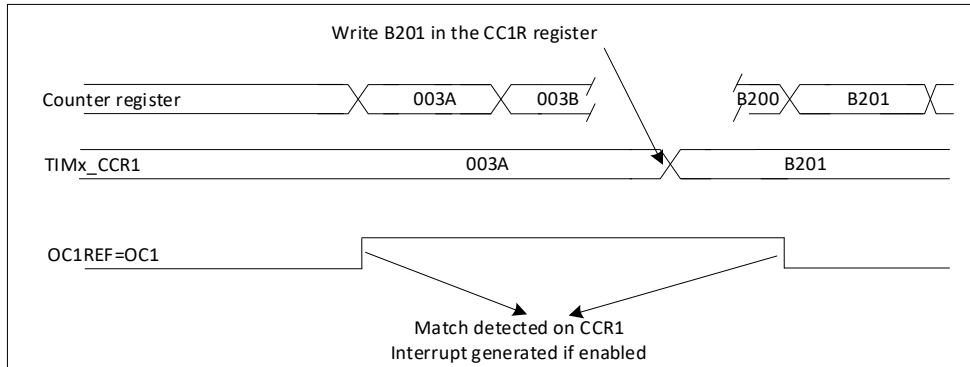 Write B201 in the CC1R register
Counter register 003A 003B B200 B201
TIMx_CCR1 003A B201
OC1REF=OC1
Match detected on CCR1
Interrupt generated if enabled